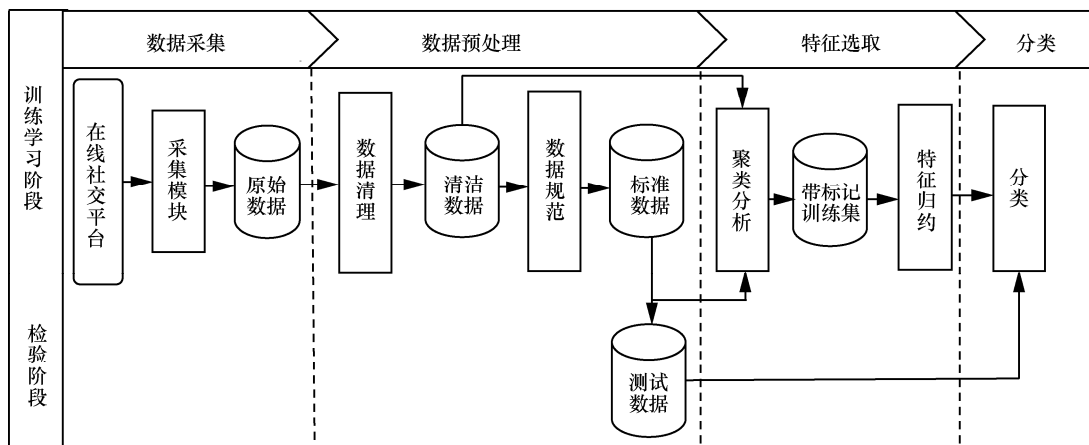 数据采集
数据预处理
特征选取
分类
训练学习阶段
在线社交平台
采集模块
原始
数据
数据清理
清洁
数据
数据规范
标准
数据
聚类分析
带标记
训练集
特征归约
分类
检验阶段
测试
数据